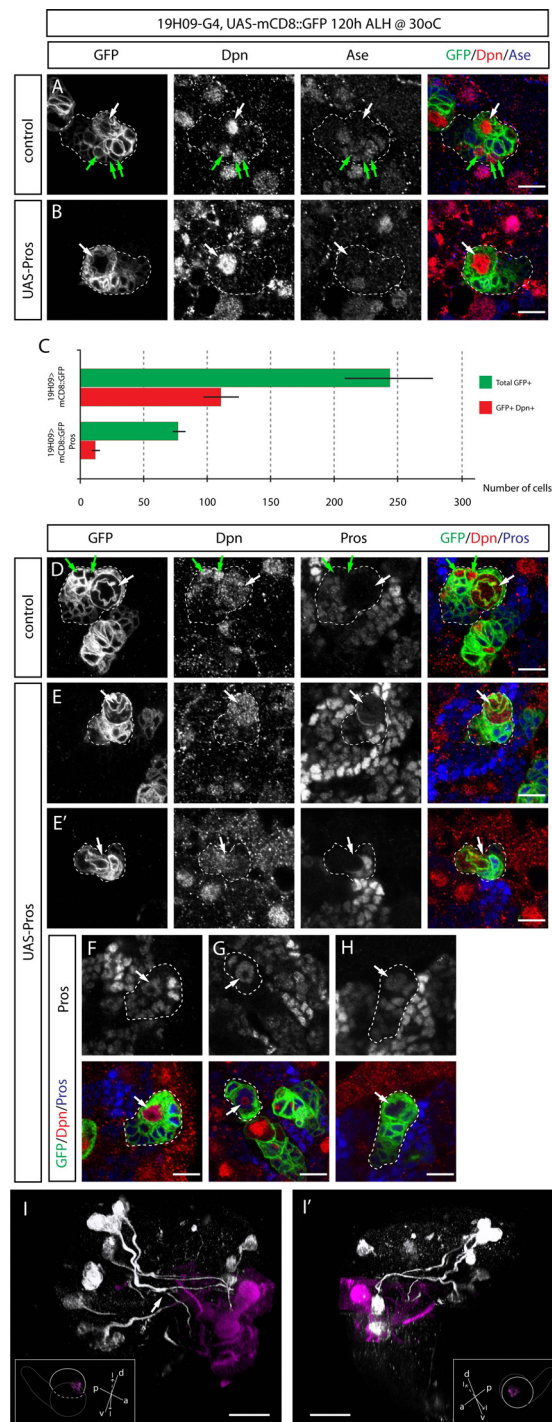 19H09-G4, UAS-mCD8::GFP 120h ALH @ 30oC
GFP Dpn Ase GFP/Dpn/Ase
control
A
UAS-Pros
B
C
19H09>
mCD8::GFP
19H09>
mCD8::GFP
Pros
Total GFP+
GFP+ Dpn+
0 50 100 150 200 250 300
Number of cells
GFP Dpn Pros GFP/Dpn/Pros
control
D
UAS-Pros
E
E'
F G H
Pros
GFP/Dpn/Pros
I I'
d
l
p a
v l
d
l
a p
v l